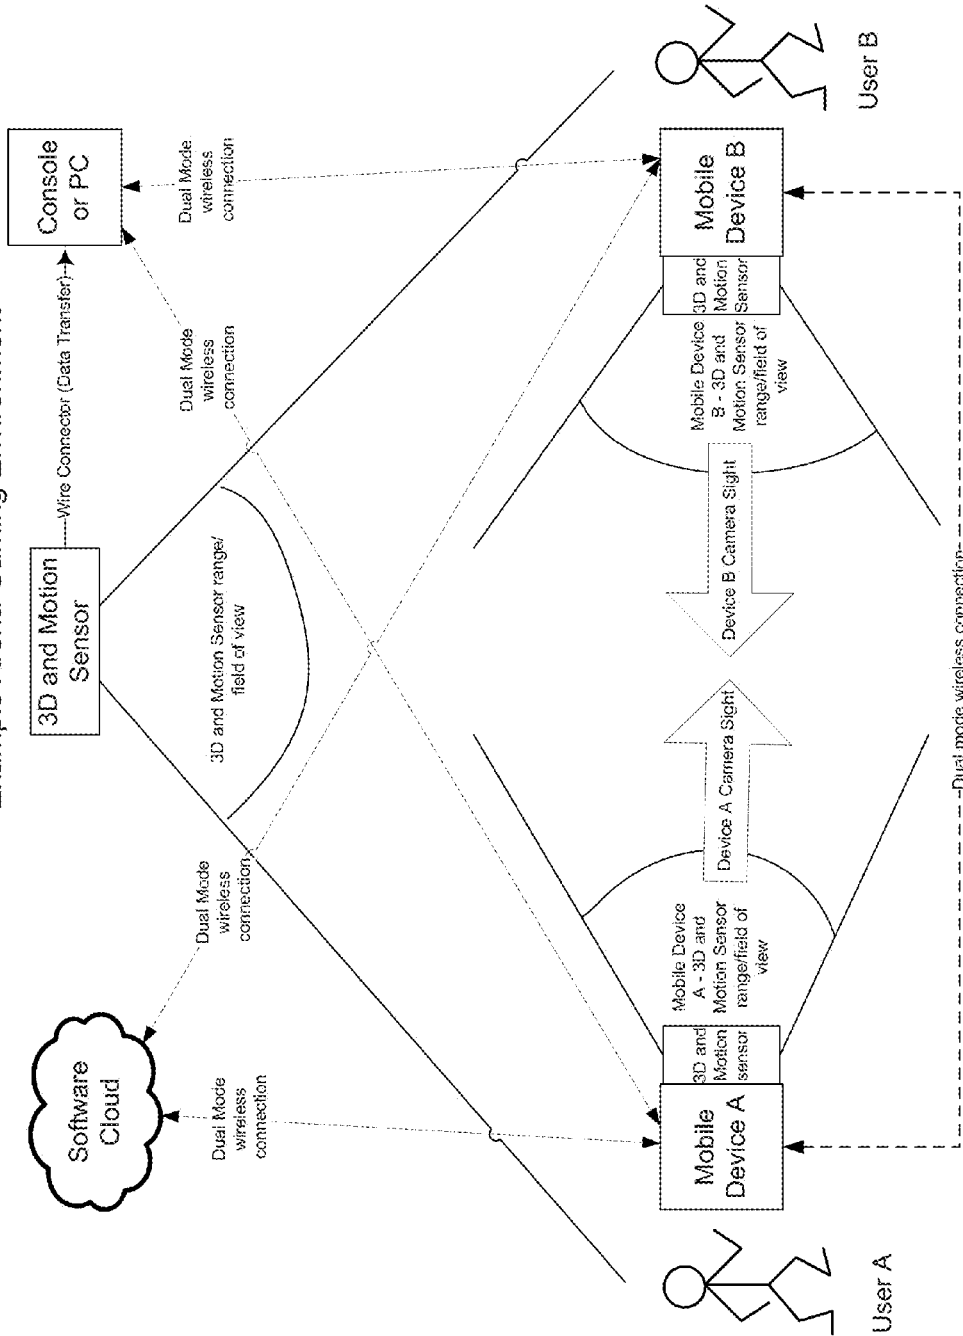 3D and Motion
Sensor
Wire Connector (Data Transfer)
Console
or PC
Software
Cloud
3D and Motion Sensor range/
field of view
Dual Mode
wireless
connection
Dual Mode
wireless
connection
Dual Mode
wireless
connection
Dual Mode
wireless
connection
User A
Mobile
Device A
3D and
Motion
sensor
Mobile Device
A - 3D and
Motion Sensor
range/field of
view
Device A Camera Sight
Device B Camera Sight
Mobile Device
B - 3D and
Motion Sensor
range/field of
view
3D and
Motion
Sensor
Mobile
Device B
User B
Dual mode wireless connection